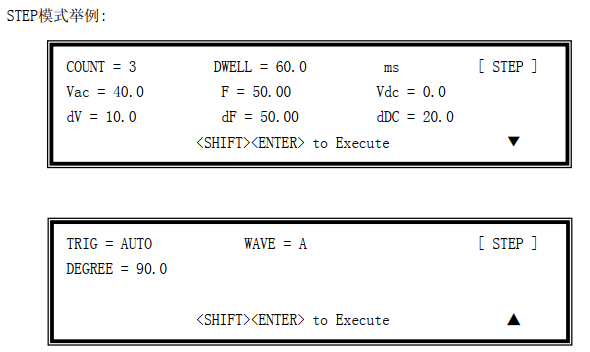 STEP模式举例:
COUNT = 3 DWELL = 60.0 ms [ STEP ]
Vac = 40.0 F = 50.00 Vdc = 0.0
dV = 10.0 dF = 50.00 dDC = 20.0
<SHIFT><ENTER> to Execute ▼
TRIG = AUTO WAVE = A [ STEP ]
DEGREE = 90.0
<SHIFT><ENTER> to Execute ▲